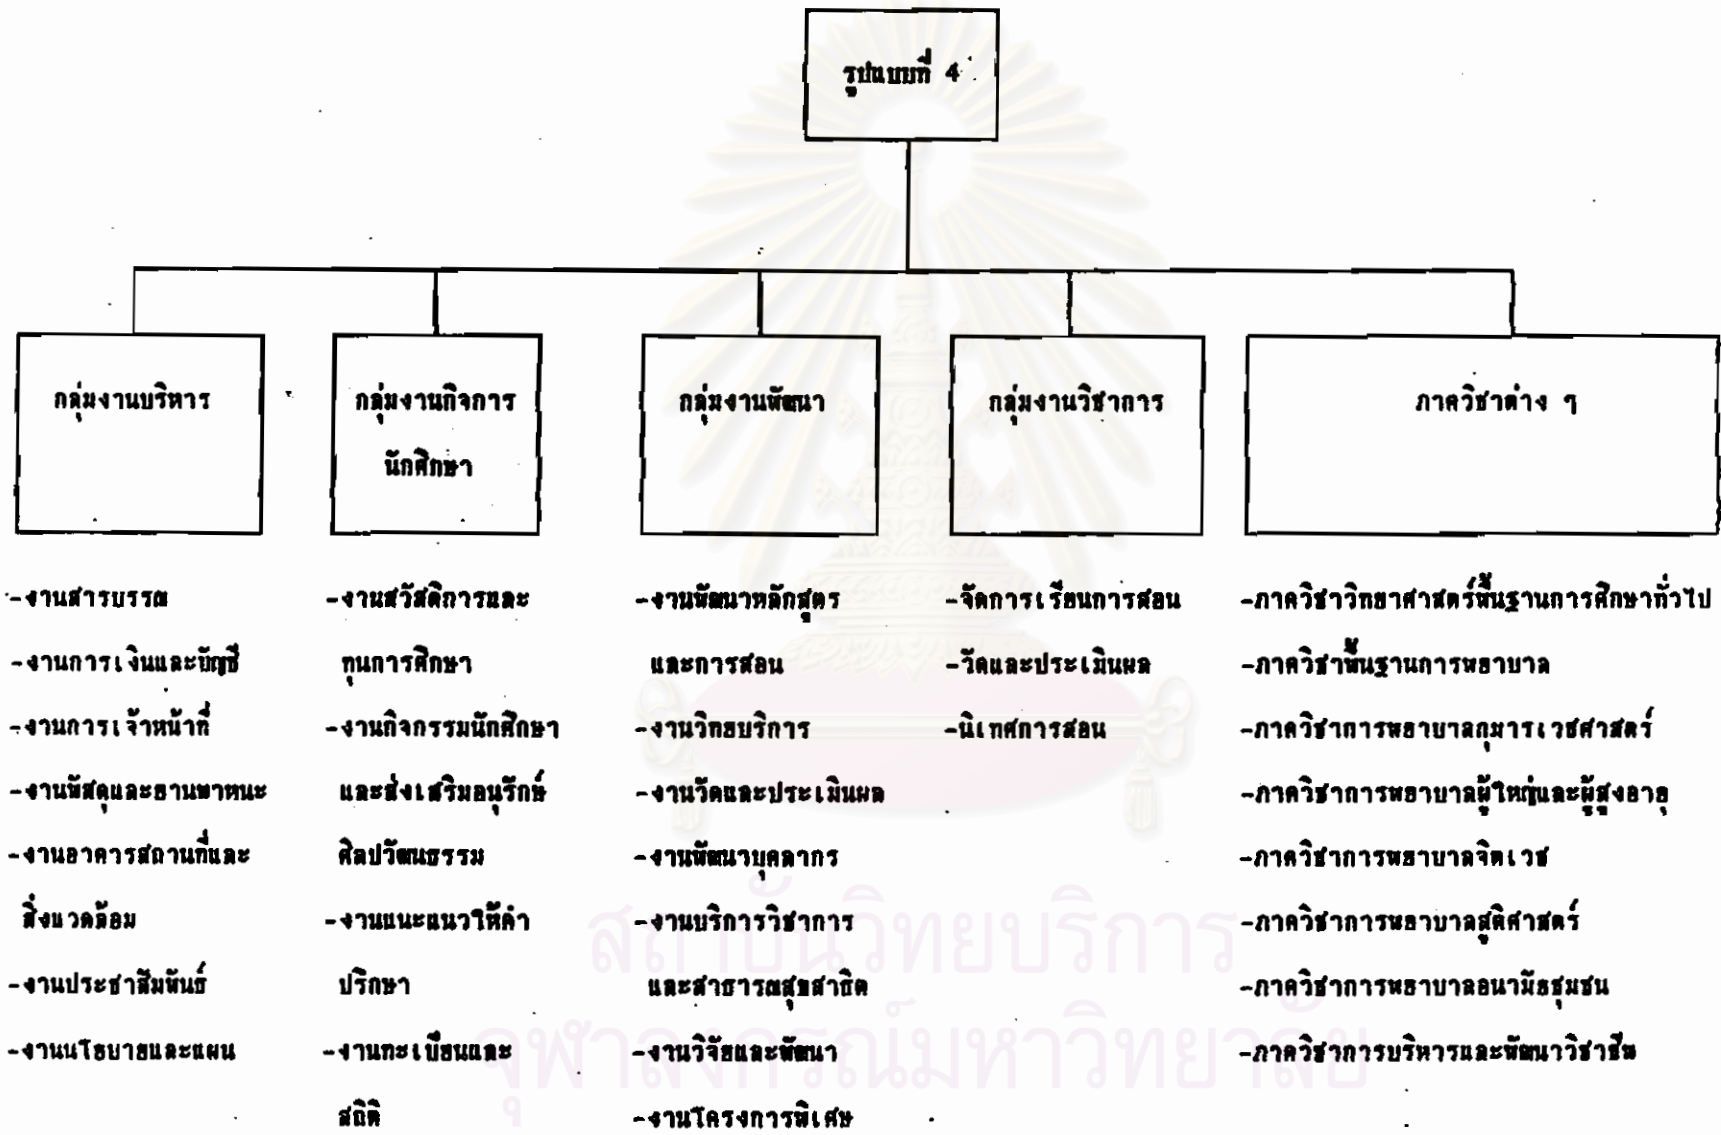 รูปแบบที่ 4
กลุ่มงานบริหาร
-งานสารบรรณ
-งานการเงินและบัญชี
-งานการเจ้าหน้าที่
-งานพัสดุและยานพาหนะ
-งานอาคารสถานที่และ
สิ่งแวดล้อม
-งานประชาสัมพันธ์
-งานนโยบายและแผน
กลุ่มงานกิจการ
นักศึกษา
-งานสวัสดิการและ
ทุนการศึกษา
-งานกิจกรรมนักศึกษา
และส่งเสริมอนุรักษ์
ศิลปวัฒนธรรม
-งานแนะแนวให้คำ
ปรึกษา
-งานทะเบียนและ
สถิติ
กลุ่มงานพัฒนา
-งานพัฒนาหลักสูตร
และการสอน
-งานวิทยบริการ
-งานวัดและประเมินผล
-งานพัฒนาบุคลากร
-งานบริการวิชาการ
และสาธารณสุขสาธิต
-งานวิจัยและพัฒนา
-งานโครงการพิเศษ
กลุ่มงานวิชาการ
-จัดการเรียนการสอน
-วัดและประเมินผล
-นิเทศการสอน
ภาควิชาต่าง ๆ
-ภาควิชาวิทยาศาสตร์พื้นฐานการศึกษาทั่วไป
-ภาควิชาพื้นฐานการพยาบาล
-ภาควิชาการพยาบาลกุมารเวชศาสตร์
-ภาควิชาการพยาบาลผู้ใหญ่และผู้สูงอายุ
-ภาควิชาการพยาบาลจิตเวช
-ภาควิชาการพยาบาลสูติศาสตร์
-ภาควิชาการพยาบาลอนามัยชุมชน
-ภาควิชาการบริหารและพัฒนาวิชาชีพ
สถาบันวิทยบริการ
จุฬาลงกรณ์มหาวิทยาลัย